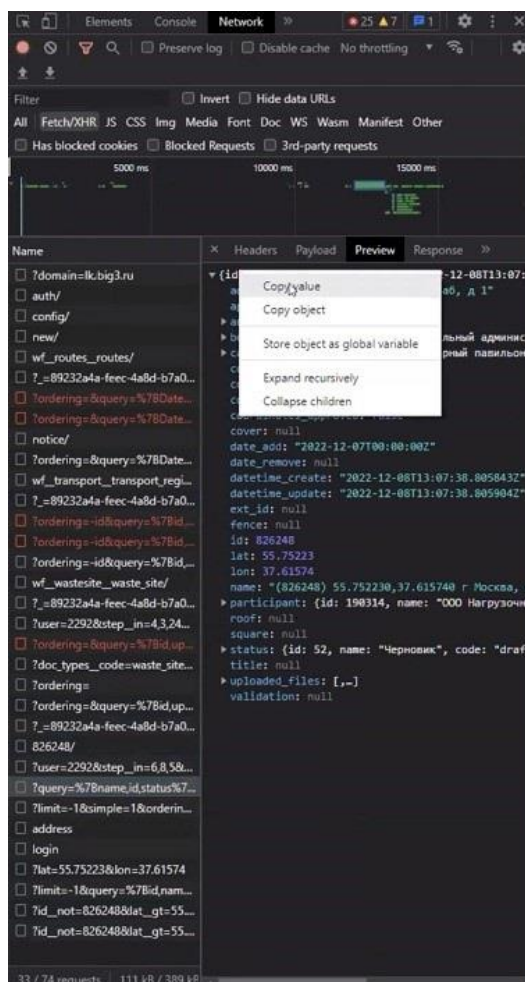 Elements Console Network » 25 7 1
Preserve log Disable cache No throttling
Filter Invert Hide data URLs
All Fetch/XHR JS CSS Img Media Font Doc WS Wasm Manifest Other
Has blocked cookies Blocked Requests 3rd-party requests
5000 ms 10000 ms 15000 ms
Name × Headers Payload Preview Response »
?domain=lk.big3.ru
auth/
config/
new/
wf__routes__routes/
?_=89232a4a-feec-4a8d-b7a0...
?ordering=&query=%7BDate...
?ordering=&query=%7BDate...
notice/
?ordering=&query=%7BDate...
wf__transport__transport_regi...
?_=89232a4a-feec-4a8d-b7a0...
?ordering=-id&query=%7Bid,...
?ordering=-id&query=%7Bid,...
?ordering=-id&query=%7Bid,...
wf__wastesite__waste_site/
?_=89232a4a-feec-4a8d-b7a0...
?user=2292&step__in=4,3,24...
?ordering=&query=%7Bid,up...
?doc_types__code=waste_site...
?ordering=
?ordering=&query=%7Bid,up...
?_=89232a4a-feec-4a8d-b7a0...
826248/
?user=2292&step__in=6,8,5&...
?query=%7Bname,id,status%7...
?limit=-1&simple=1&orderin...
address
login
?lat=55.75223&lon=37.61574
?limit=-1&query=%7Bid,nam...
?id__not=826248&lat__gt=55....
?id__not=826248&lat__gt=55....
33 / 74 requests 111 kB / 389 kB
{id -12-08T13:07:
аб, д 1"
льный админис
рный павильон
Copy value
Copy object
Store object as global variable
Expand recursively
Collapse children
cover: null
date_add: "2022-12-07T00:00:00Z"
date_remove: null
datetime_create: "2022-12-08T13:07:38.805843Z"
datetime_update: "2022-12-08T13:07:38.805904Z"
ext_id: null
fence: null
id: 826248
lat: 55.75223
lon: 37.61574
name: "(826248) 55.752230,37.615740 г Москва,
participant: {id: 190314, name: "ООО Нагрузочн
roof: null
square: null
status: {id: 52, name: "Черновик", code: "draf
title: null
uploaded_files: [,…]
validation: null